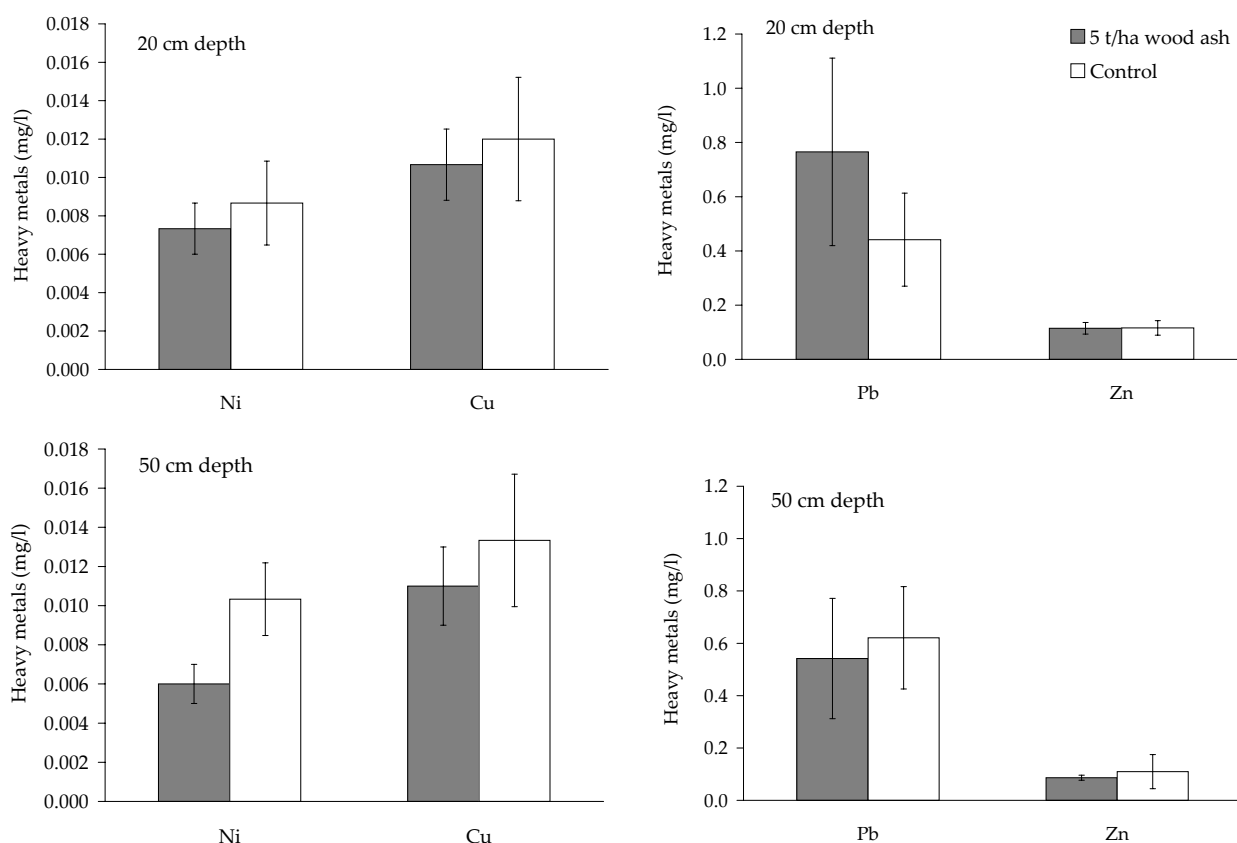 0.018
0.016
0.014
0.012
0.010
0.008
0.006
0.004
0.002
0.000
Heavy metals (mg/l)
20 cm depth
Ni Cu
1.2
1.0
0.8
0.6
0.4
0.2
0.0
Heavy metals (mg/l)
20 cm depth
5 t/ha wood ash
Control
Pb Zn
0.018
0.016
0.014
0.012
0.010
0.008
0.006
0.004
0.002
0.000
Heavy metals (mg/l)
50 cm depth
Ni Cu
1.2
1.0
0.8
0.6
0.4
0.2
0.0
Heavy metals (mg/l)
50 cm depth
Pb Zn